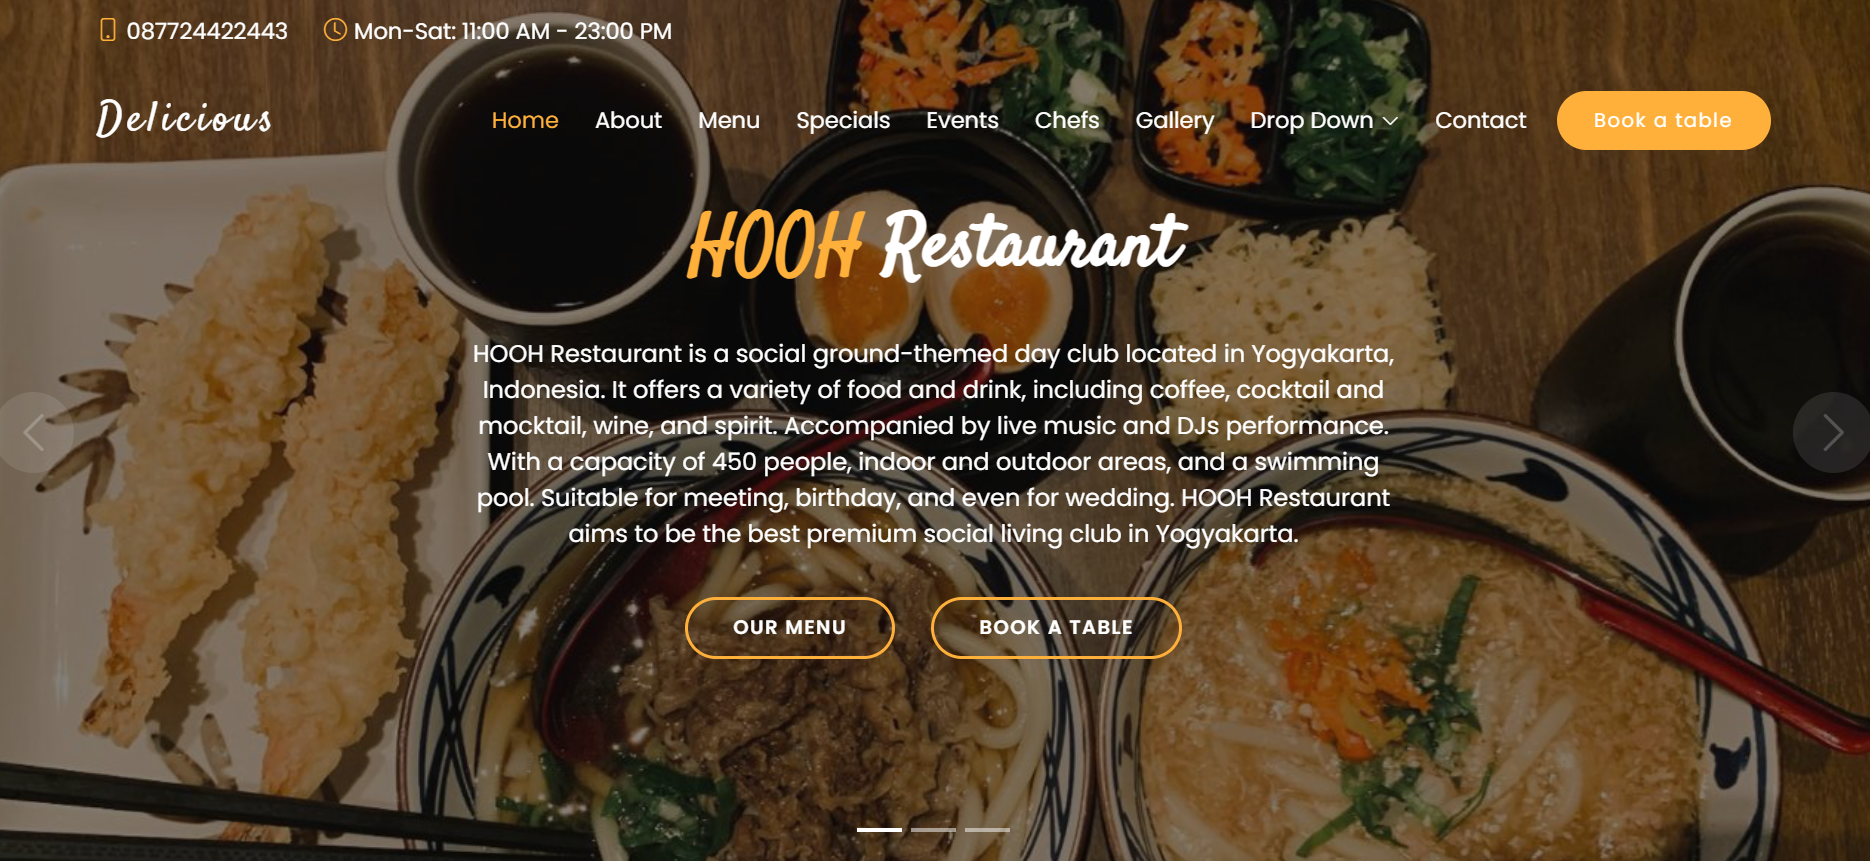 087724422443 Mon-Sat: 11:00 AM - 23:00 PM
Delicious
Home About Menu Specials Events Chefs Gallery Drop Down Contact Book a table
HOOH Restaurant
HOOH Restaurant is a social ground-themed day club located in Yogyakarta,
Indonesia. It offers a variety of food and drink, including coffee, cocktail and
mocktail, wine, and spirit. Accompanied by live music and DJs performance.
With a capacity of 450 people, indoor and outdoor areas, and a swimming
pool. Suitable for meeting, birthday, and even for wedding. HOOH Restaurant
aims to be the best premium social living club in Yogyakarta.
OUR MENU BOOK A TABLE